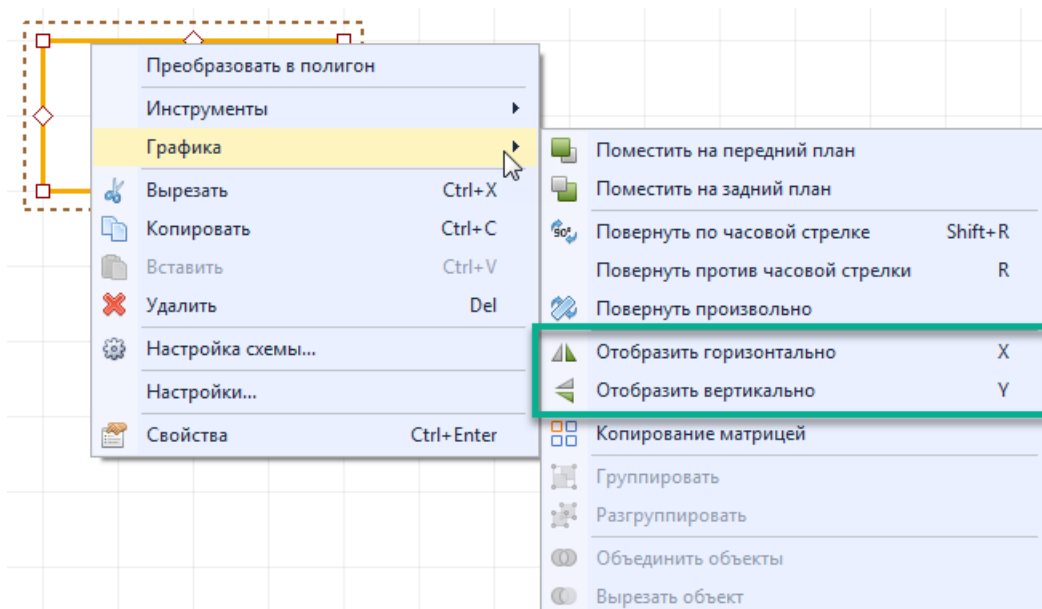 Преобразовать в полигон
Инструменты
Графика
Вырезать Ctrl+X
Копировать Ctrl+C
Вставить Ctrl+V
Удалить Del
Настройка схемы...
Настройки...
Свойства Ctrl+Enter
Поместить на передний план
Поместить на задний план
90° Повернуть по часовой стрелке Shift+R
Повернуть против часовой стрелки R
Повернуть произвольно
Отобразить горизонтально X
Отобразить вертикально Y
Копирование матрицей
Группировать
Разгруппировать
Объединить объекты
Вырезать объект